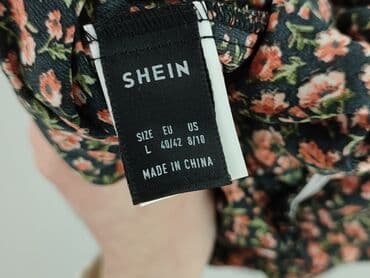 SHEIN
SIZE EU US
L 40/42 8/10
MADE IN CHINA